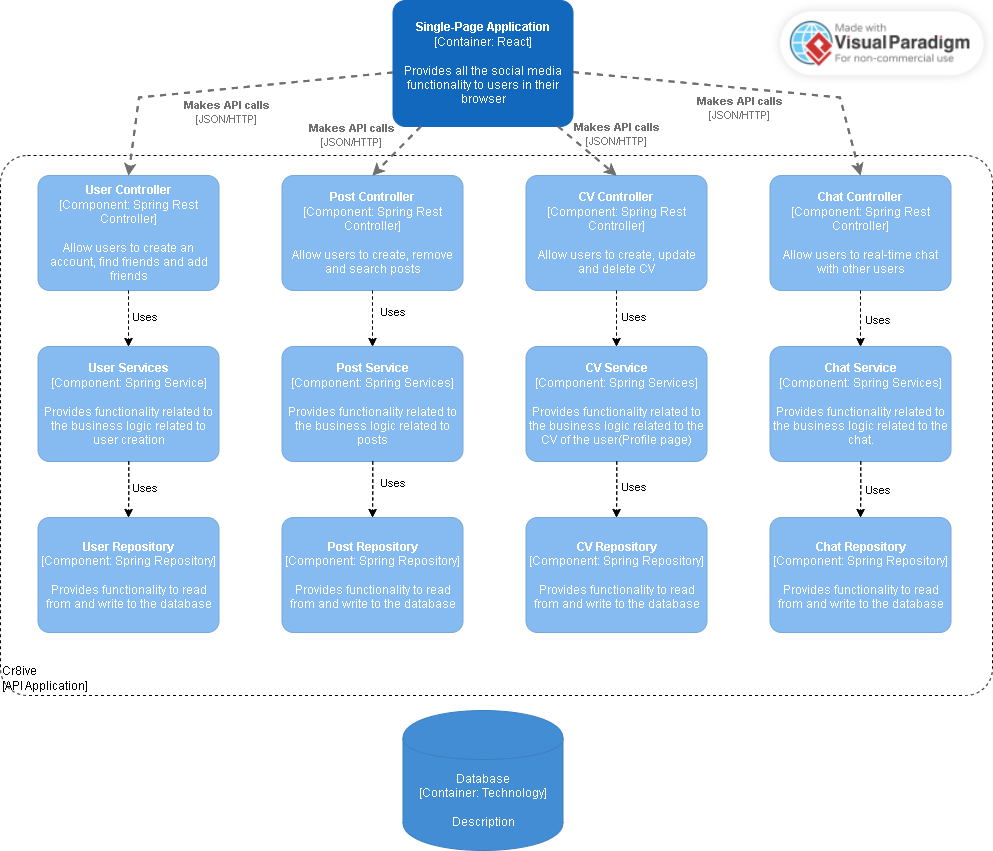 Single-Page Application
[Container: React]
Provides all the social media
functionality to users in their
browser
Made with
Visual Paradigm
For non-commercial use
Makes API calls
[JSON/HTTP]
Makes API calls
[JSON/HTTP]
Makes API calls
[JSON/HTTP]
Makes API calls
[JSON/HTTP]
User Controller
[Component: Spring Rest
Controller]
Allow users to create an
account, find friends and add
friends
Post Controller
[Component: Spring Rest
Controller]
Allow users to create, remove
and search posts
CV Controller
[Component: Spring Rest
Controller]
Allow users to create, update
and delete CV
Chat Controller
[Component: Spring Rest
Controller]
Allow users to real-time chat
with other users
Uses
Uses
Uses
Uses
User Services
[Component: Spring Service]
Provides functionality related to
the business logic related to
user creation
Post Service
[Component: Spring Services]
Provides functionality related to
the business logic related to
posts
CV Service
[Component: Spring Services]
Provides functionality related to
the business logic related to the
CV of the user(Profile page)
Chat Service
[Component: Spring Services]
Provides functionality related to
the business logic related to the
chat.
Uses
Uses
Uses
Uses
User Repository
[Component: Spring Repository]
Provides functionality to read
from and write to the database
Post Repository
[Component: Spring Repository]
Provides functionality to read
from and write to the database
CV Repository
[Component: Spring Repository]
Provides functionality to read
from and write to the database
Chat Repository
[Component: Spring Repository]
Provides functionality to read
from and write to the database
Cr8ive
[API Application]
Database
[Container: Technology]
Description